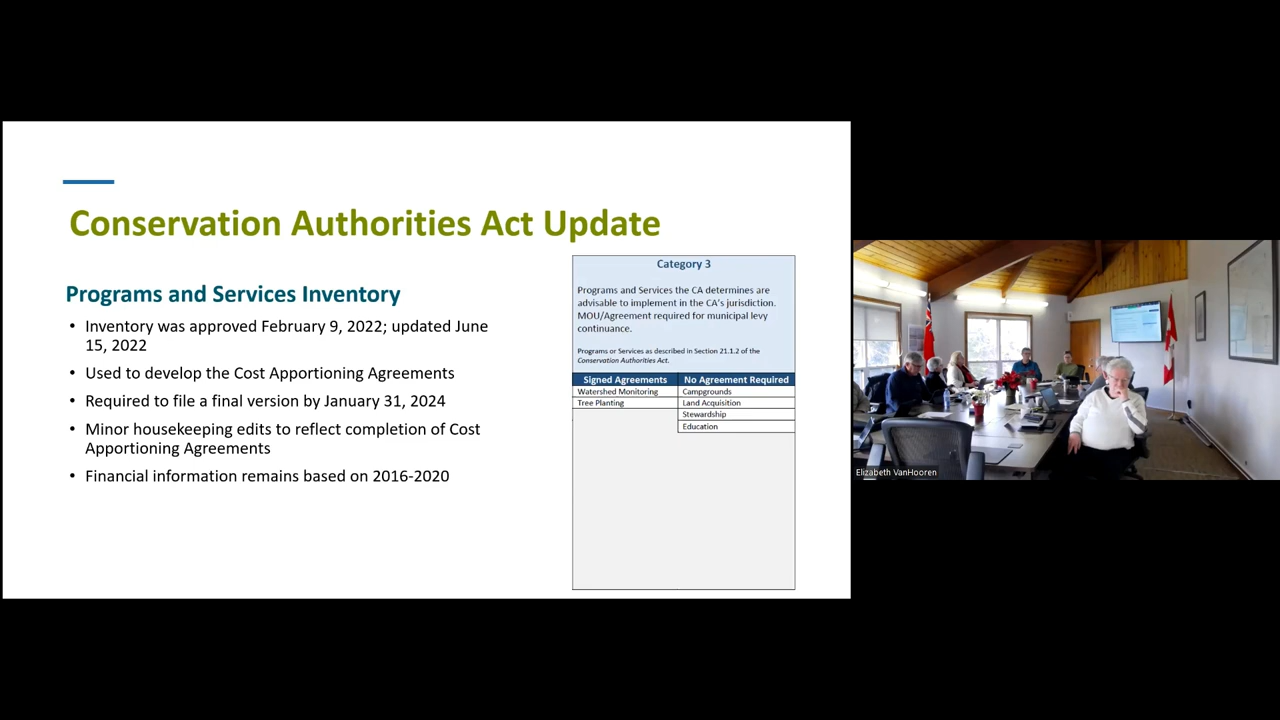 Conservation Authorities Act Update
Programs and Services Inventory
• Inventory was approved February 9, 2022; updated June
15, 2022
• Used to develop the Cost Apportioning Agreements
• Required to file a final version by January 31, 2024
• Minor housekeeping edits to reflect completion of Cost
Apportioning Agreements
• Financial information remains based on 2016-2020
Category 3
Programs and Services the CA determines are
advisable to implement in the CA's jurisdiction.
MOU/Agreement required for municipal levy
continuance.
Programs or Services as described in Section 21.1.2 of the
Conservation Authorities Act.
Signed Agreements No Agreement Required
Watershed Monitoring Campgrounds
Tree Planting Land Acquisition
Stewardship
Education
Elizabeth VanHooren